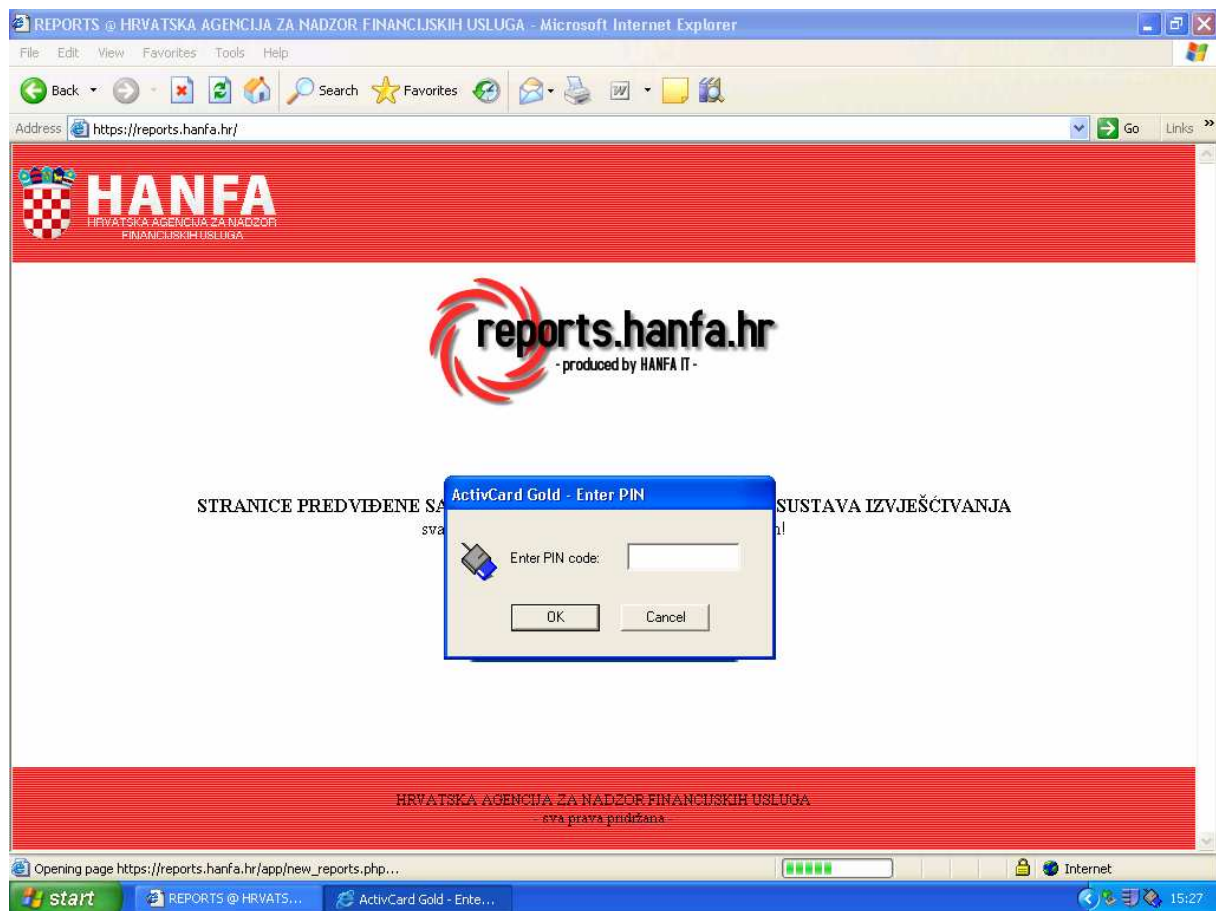 REPORTS @ HRVATSKA AGENCIJA ZA NADZOR FINANCIJSKIH USLUGA - Microsoft Internet Explorer
File Edit View Favorites Tools Help
Back Search Favorites
Address https://reports.hanfa.hr/ Go Links »
HANFA
HRVATSKA AGENCIJA ZA NADZOR
FINANCIJSKIH USLUGA
reports.hanfa.hr
- produced by HANFA IT -
STRANICE PREDVIĐENE SUSTAVA IZVJEŠĆIVANJA
ActivCard Gold - Enter PIN
Enter PIN code:
OK Cancel
HRVATSKA AGENCIJA ZA NADZOR FINANCIJSKIH USLUGA
- sva prava pridržana -
Opening page https://reports.hanfa.hr/app/new_reports.php... Internet
start REPORTS @ HRVATS... ActivCard Gold - Ente... 15:27